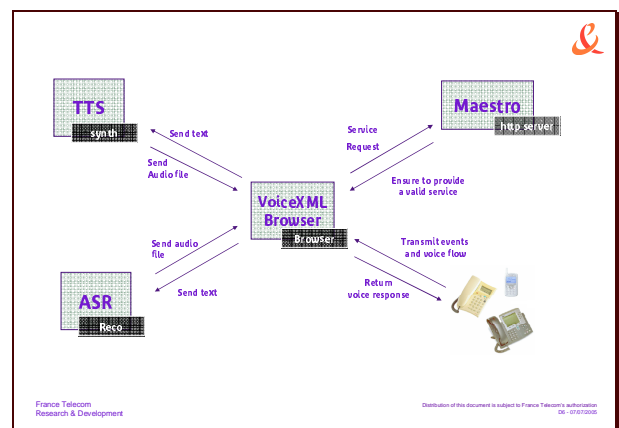 TTS
synth
Send text
Send
Audio file
Maestro
http server
Service
Request
Ensure to provide
a valid service
VoiceXML
Browser
Browser
Send audio
file
Send text
ASR
Reco
Transmit events
and voice flow
Return
voice response
France Telecom
Research & Development
Distribution of this document is subject to France Telecom's authorization
D6 - 07/07/2005